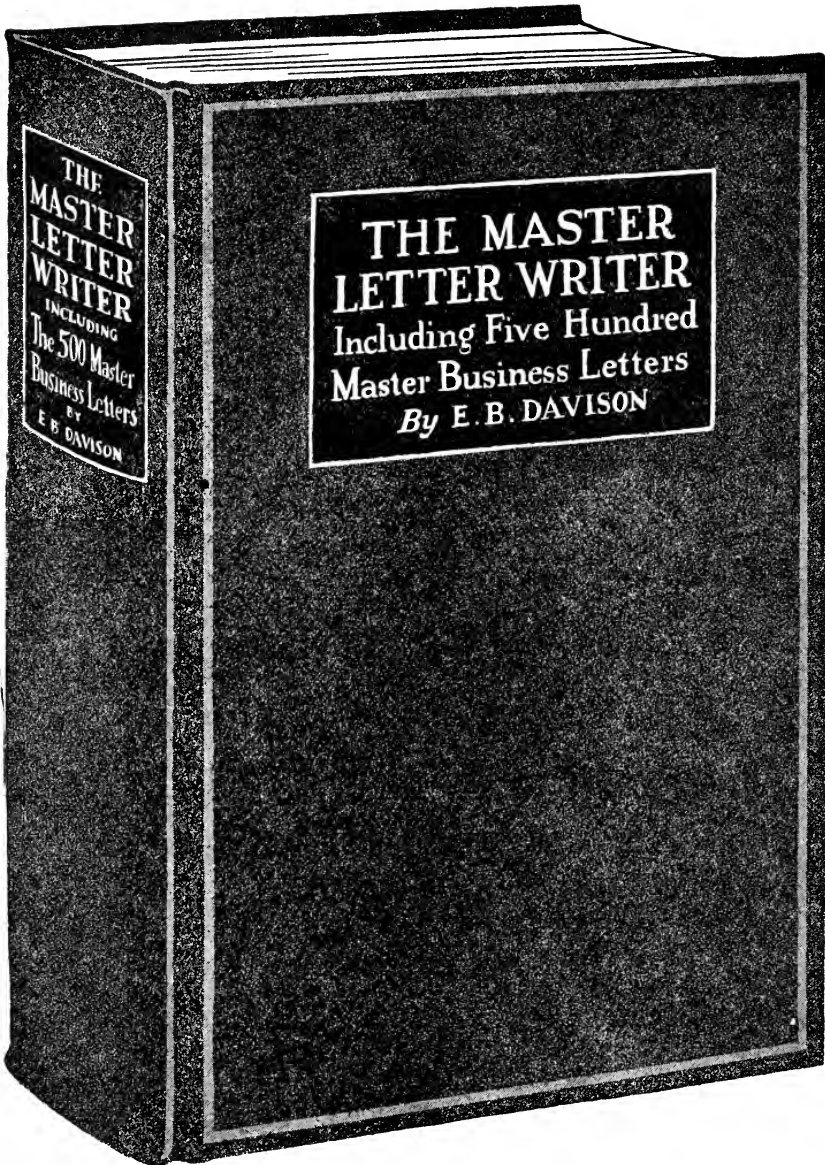 THE
MASTER
LETTER
WRITER
INCLUDING
The 500 Master
Business Letters
BY
E B DAVISON
THE MASTER
LETTER WRITER
Including Five Hundred
Master Business Letters
By E. B. DAVISON